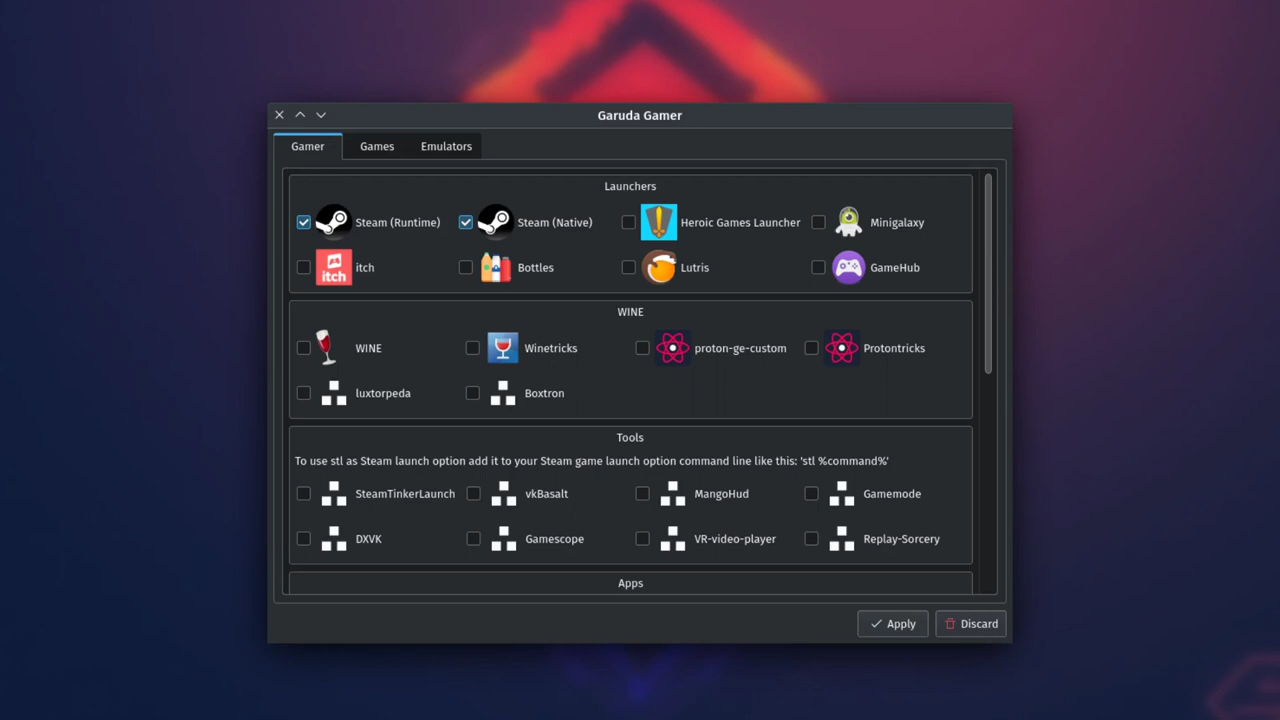 Garuda Gamer
Gamer Games Emulators
Launchers
Steam (Runtime) Steam (Native) Heroic Games Launcher Minigalaxy
itch itch Bottles Lutris GameHub
WINE
WINE Winetricks proton-ge-custom Protontricks
luxtorpeda Boxtron
Tools
To use stl as Steam launch option add it to your Steam game launch option command line like this: 'stl %command%'
SteamTinkerLaunch vkBasalt MangoHud Gamemode
DXVK Gamescope VR-video-player Replay-Sorcery
Apps
Apply Discard